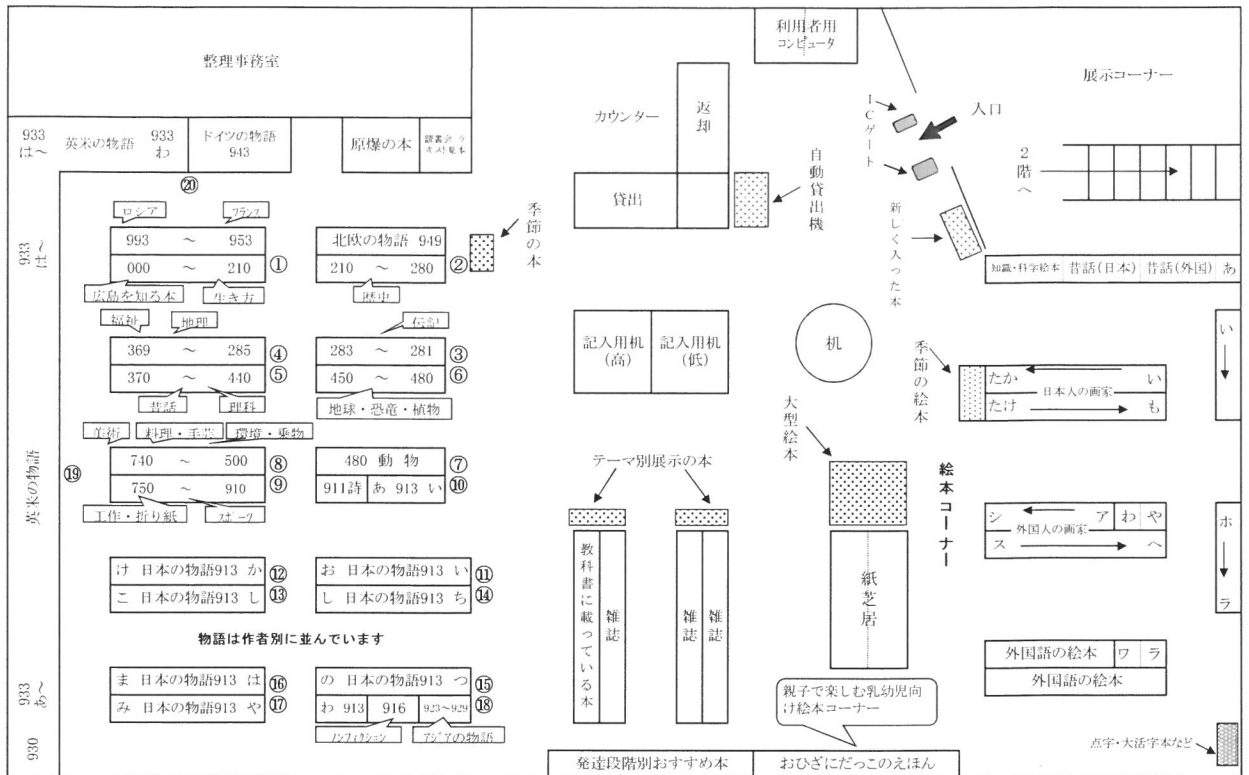 整理事務室
利用者用
コンピュータ
展示コーナー
カウンター
返却
ICゲート
入口
933
は～
英米の物語
933
わ
ドイツの物語
943
原爆の本
貸出
自動貸出機
2階へ
新しく入った本
⑳
ロシア
フランス
993 ～ 953
000 ～ 210
①
広島を知る本
生き方
北欧の物語 949
210 ～ 280
②
歴史
季節の本
933
は～
知識・科学絵本 昔話(日本) 昔話(外国) あ
福祉
地理
369 ～ 285
④
370 ～ 440
⑤
昔話
理科
伝記
283 ～ 281
③
450 ～ 480
⑥
地球・恐竜・植物
記入用机
(高)
記入用机
(低)
机
季節の絵本
い
たか い
日本人の画家
たけ も
大型絵本
美術
料理・手芸
環境・乗物
740 ～ 500
⑧
750 ～ 910
⑨
工作・折り紙
スポーツ
480 動物
⑦
911詩 あ 913 い
⑩
⑲
英米の物語
テーマ別展示の本
絵本コーナー
シ ア わ や
外国人の画家
ス へ
ホ
ラ
け 日本の物語913 か
⑫
こ 日本の物語913 し
⑬
お 日本の物語913 い
⑪
し 日本の物語913 ち
⑭
教科書に載っている本
雑誌
雑誌
雑誌
紙芝居
物語は作者別に並んでいます
外国語の絵本 ワ ラ
外国語の絵本
933
あ～
ま 日本の物語913 は
⑯
み 日本の物語913 や
⑰
の 日本の物語913 つ
⑮
わ 913 916 923～929
⑱
ノンフィクション
アジアの物語
親子で楽しむ乳幼児向
け絵本コーナー
930
点字・大活字本など
発達段階別おすすめ本
おひざにだっこのえほん